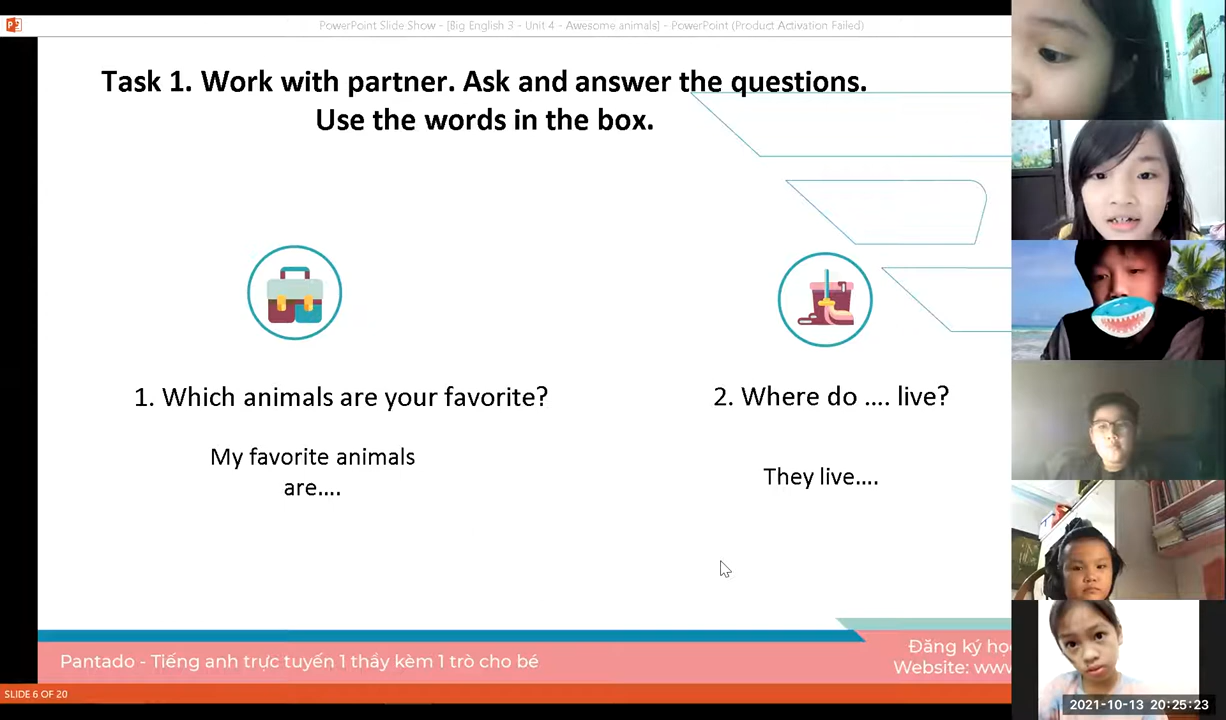 PowerPoint Slide Show - [Big English 3 - Unit 4 - Awesome animals] - PowerPoint (Product Activation Failed)
Task 1. Work with partner. Ask and answer the questions.
Use the words in the box.
1. Which animals are your favorite?
2. Where do .... live?
My favorite animals
are....
They live....
Pantado - Tiếng anh trực tuyến 1 thầy kèm 1 trò cho bé
Đăng ký họ
Website: www
SLIDE 6 OF 20
2021-10-13 20:25:23